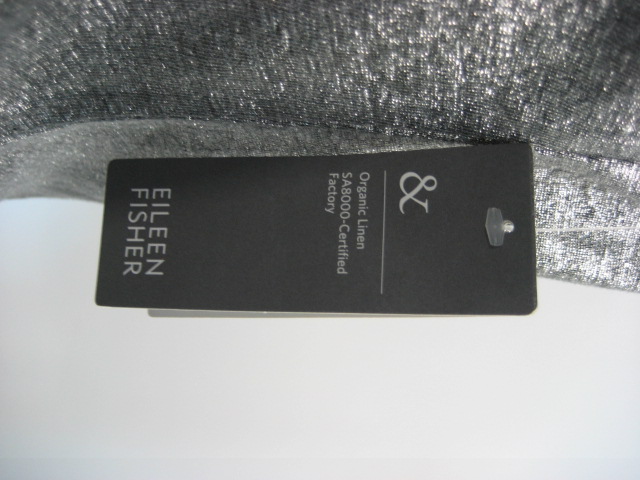 &
Organic Linen
SA8000-Certified
Factory
EILEEN
FISHER